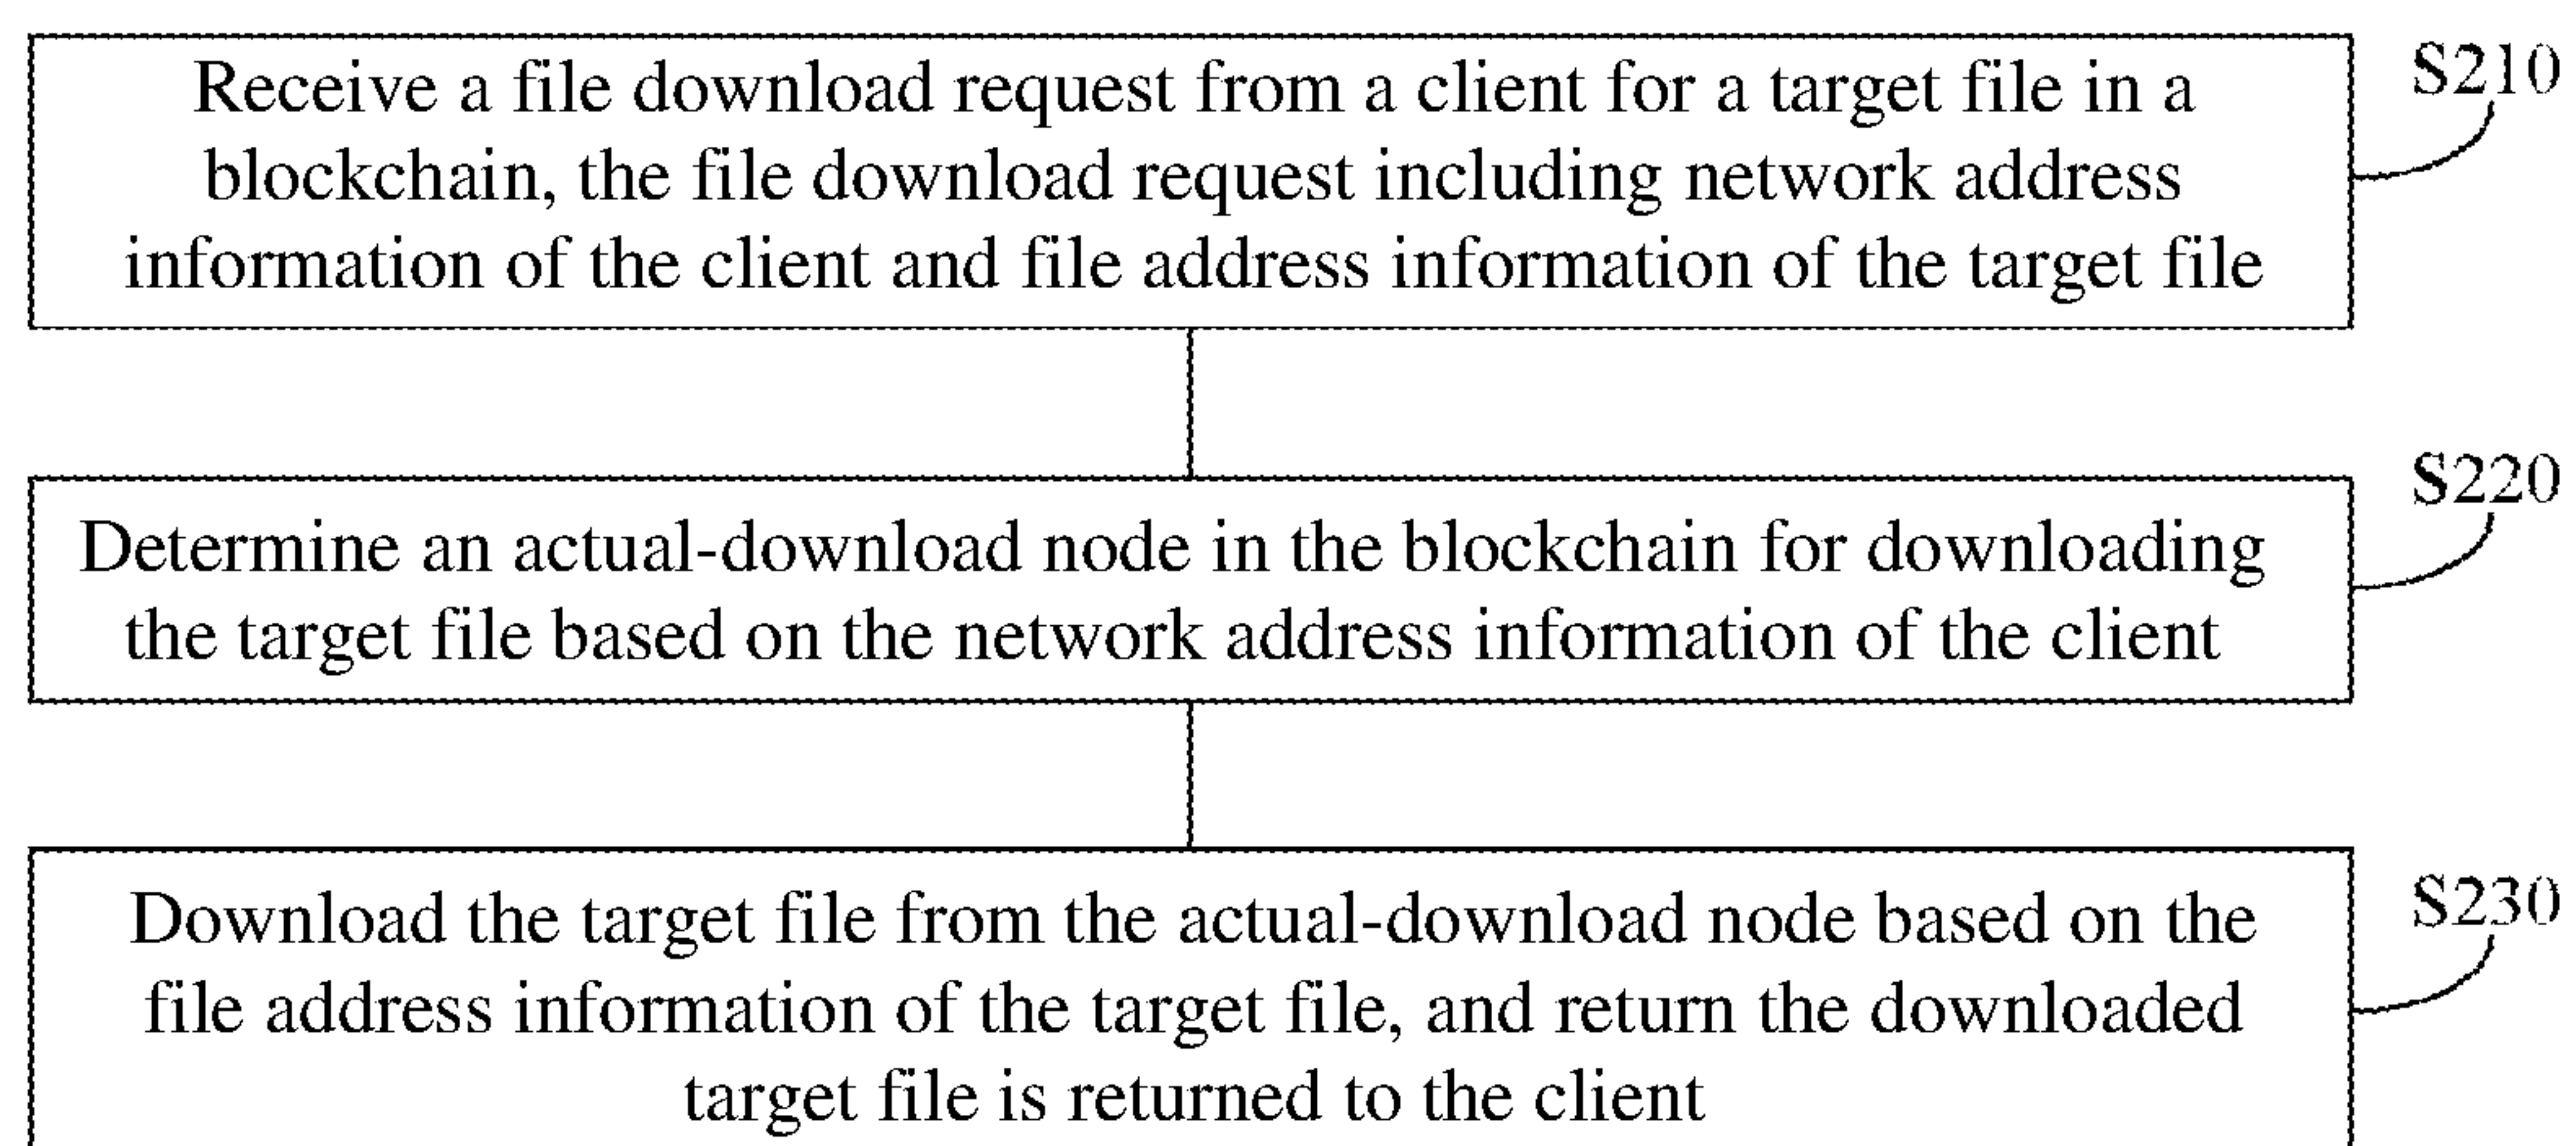 Receive a file download request from a client for a target file in a
blockchain, the file download request including network address
information of the client and file address information of the target file
S210
Determine an actual-download node in the blockchain for downloading
the target file based on the network address information of the client
S220
Download the target file from the actual-download node based on the
file address information of the target file, and return the downloaded
target file is returned to the client
S230